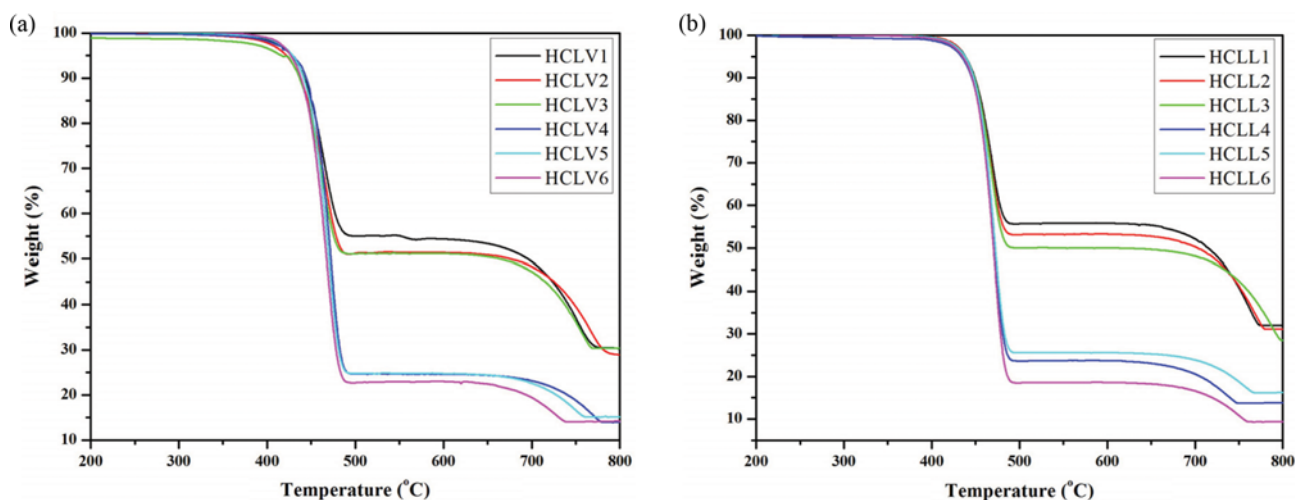 (a)
100
90
80
70
60
50
40
30
20
10
Weight (%)
HCLV1
HCLV2
HCLV3
HCLV4
HCLV5
HCLV6
200 300 400 500 600 700 800
Temperature (°C)
(b)
100
90
80
70
60
50
40
30
20
10
Weight (%)
HCLL1
HCLL2
HCLL3
HCLL4
HCLL5
HCLL6
200 300 400 500 600 700 800
Temperature (°C)